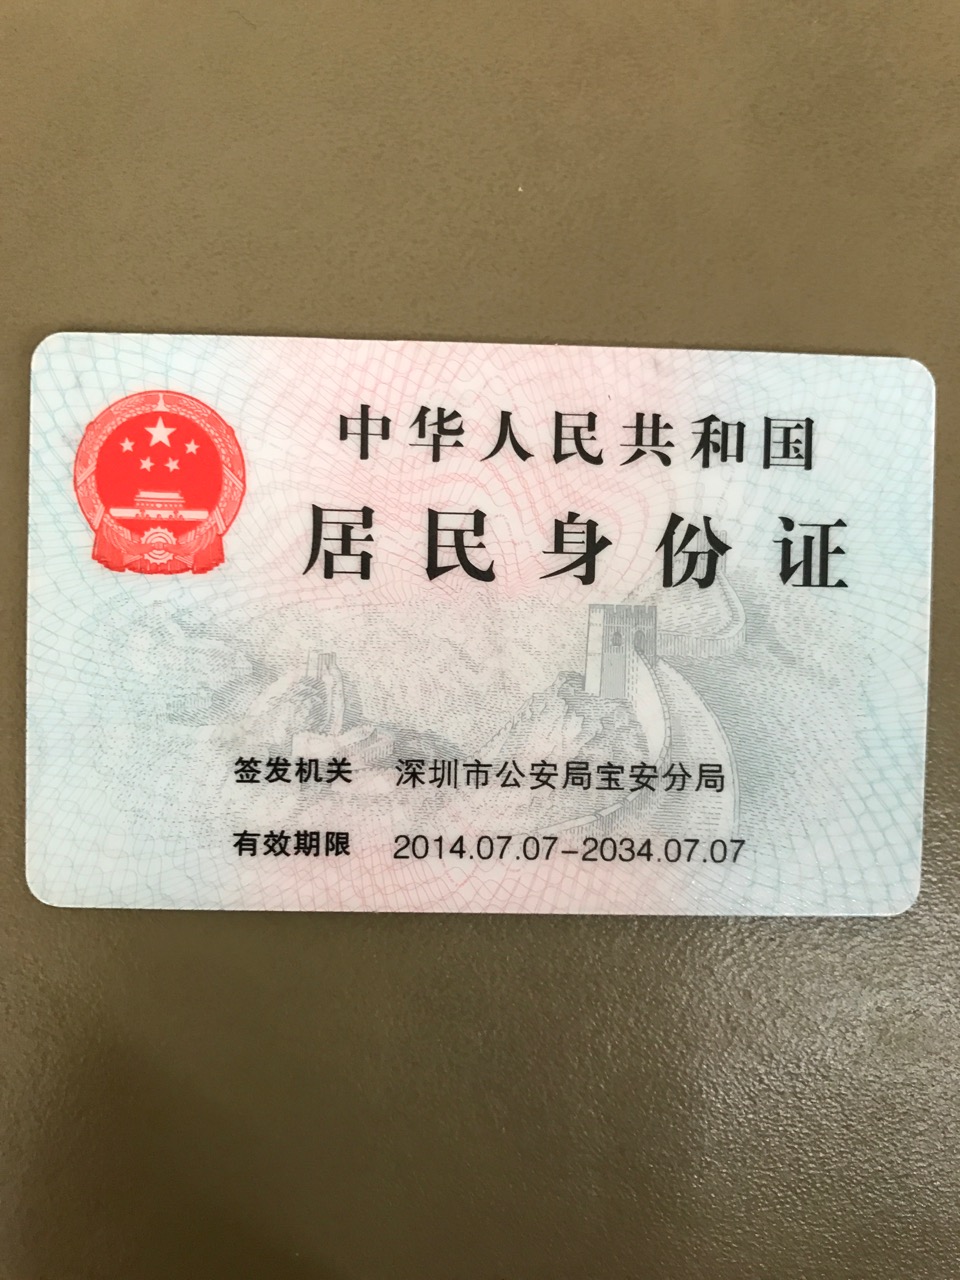 中华人民共和国
居民身份证
签发机关 深圳市公安局宝安分局
有效期限 2014.07.07-2034.07.07